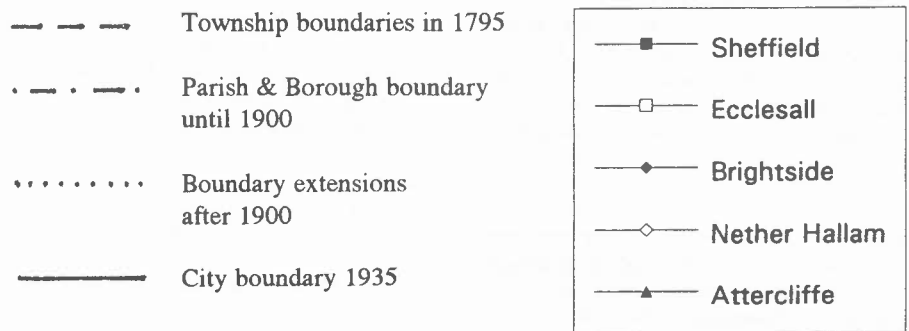 Township boundaries in 1795
Parish & Borough boundary
until 1900
Boundary extensions
after 1900
City boundary 1935
Sheffield
Ecclesall
Brightside
Nether Hallam
Attercliffe